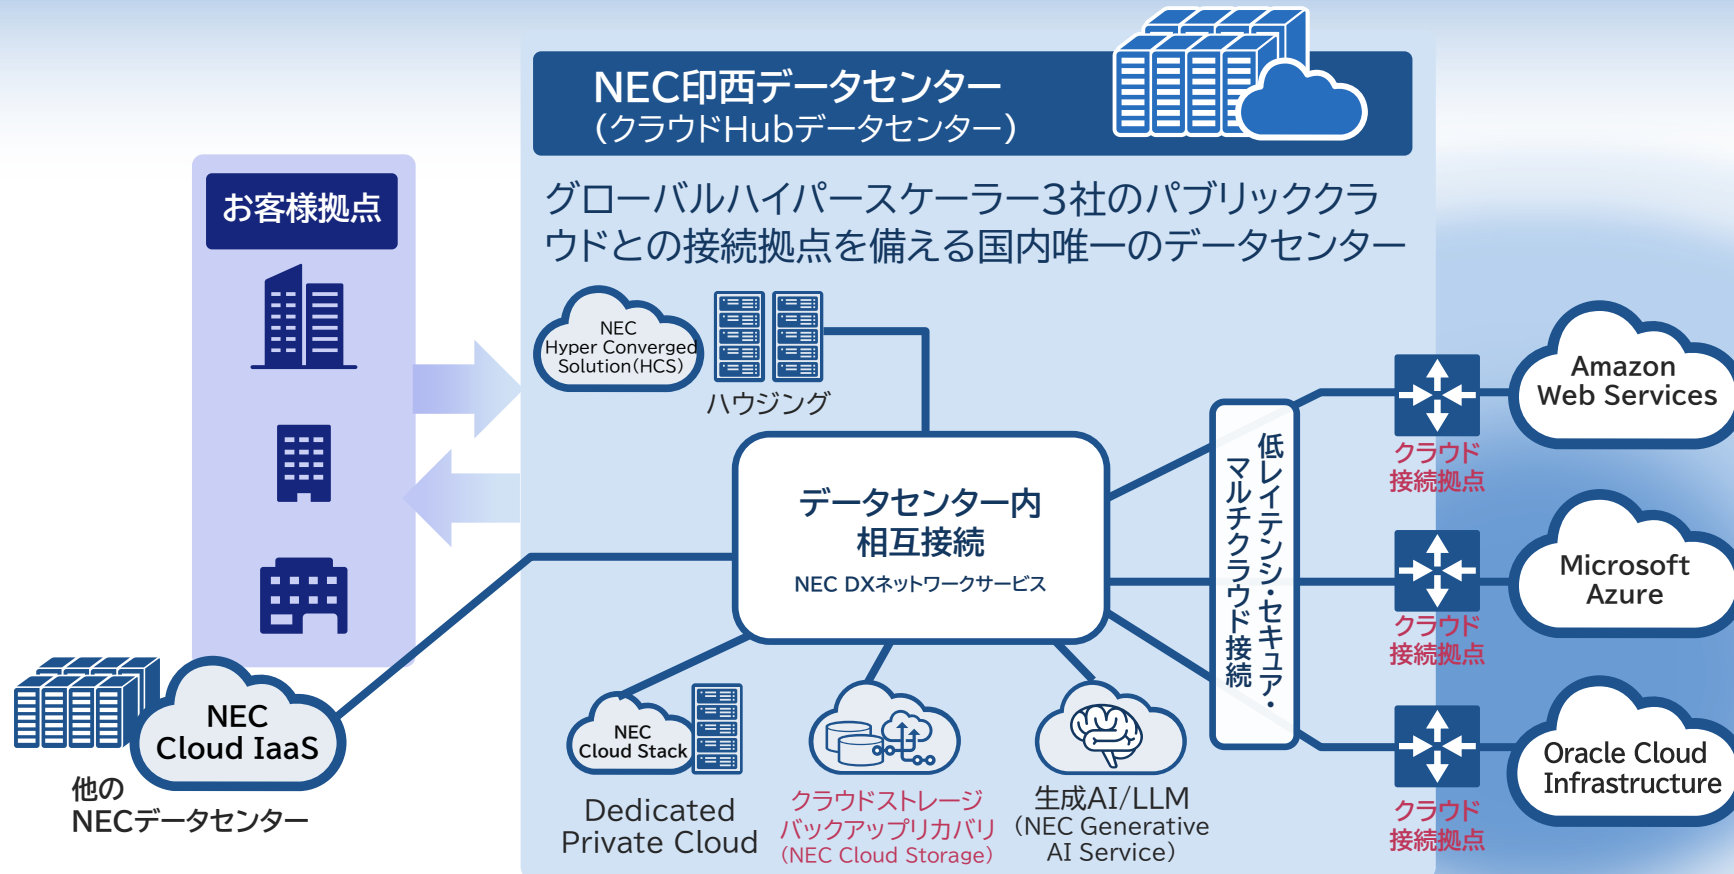 NEC印西データセンター
(クラウドHubデータセンター)
お客様拠点
グローバルハイパースケーラー3社のパブリッククラ
ウドとの接続拠点を備える国内唯一のデータセンター
NEC
Hyper Converged
Solution(HCS)
ハウジング
データセンター内
相互接続
NEC DXネットワークサービス
低レイテンシ・セキュア・
マルチクラウド接続
Amazon
Web Services
クラウド
接続拠点
Microsoft
Azure
クラウド
接続拠点
Oracle Cloud
Infrastructure
クラウド
接続拠点
NEC
Cloud IaaS
他の
NECデータセンター
NEC
Cloud Stack
Dedicated
Private Cloud
クラウドストレージ
バックアップリカバリ
(NEC Cloud Storage)
生成AI/LLM
(NEC Generative
AI Service)